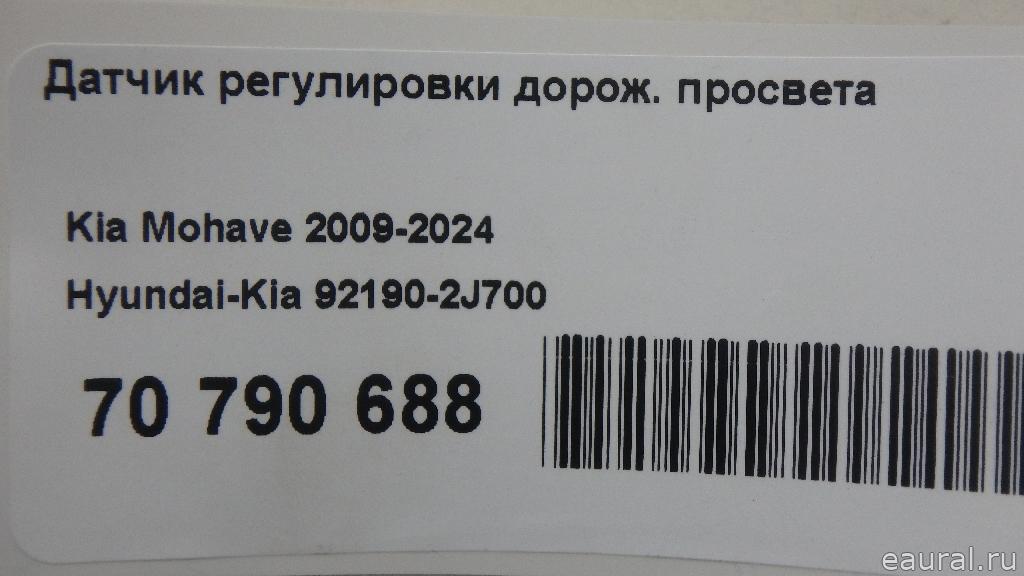 Датчик регулировки дорож. просвета
Kia Mohave 2009-2024
Hyundai-Kia 92190-2J700
70 790 688
eaural.ru